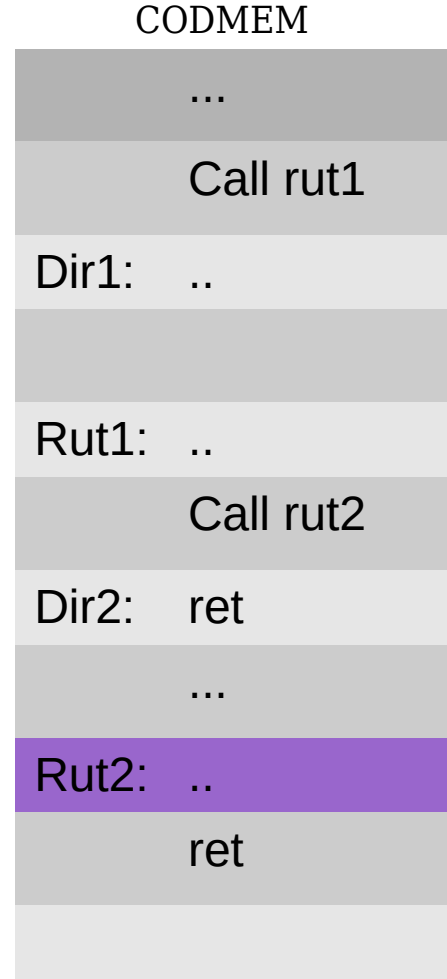 CODMEM
...
Call rut1
Dir1: ..
Rut1: ..
Call rut2
Dir2: ret
...
Rut2: ..
ret